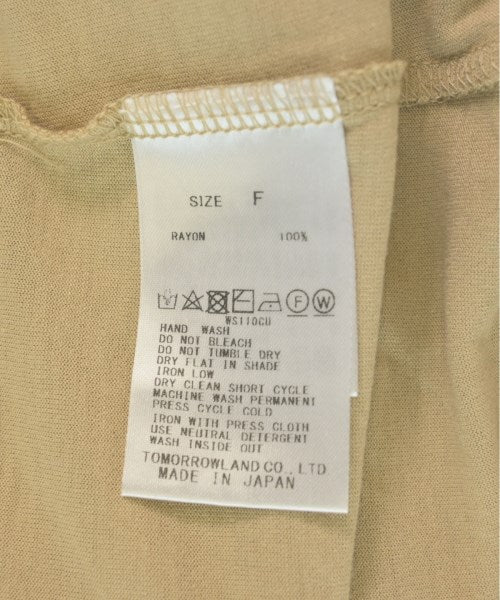 SIZE F
RAYON 100%
F W
WS110CU
HAND WASH
DO NOT BLEACH
DO NOT TUMBLE DRY
DRY FLAT IN SHADE
IRON LOW
DRY CLEAN SHORT CYCLE
MACHINE WASH PERMANENT
PRESS CYCLE COLD
IRON WITH PRESS CLOTH
USE NEUTRAL DETERGENT
WASH INSIDE OUT
TOMORROWLAND CO., LTD
MADE IN JAPAN